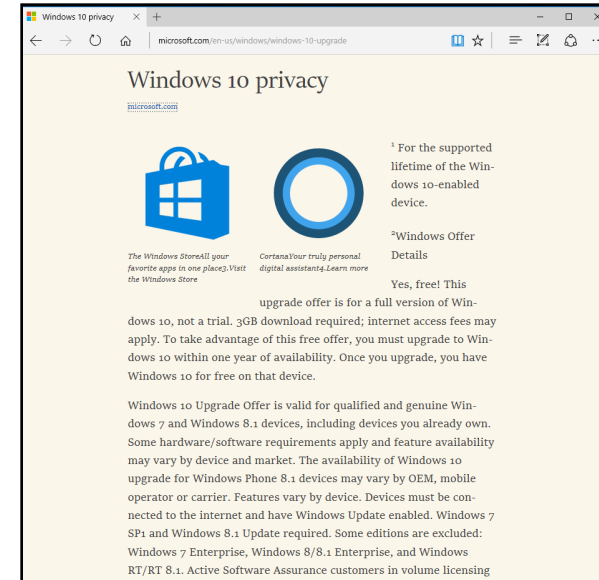 Windows 10 privacy
microsoft.com/en-us/windows/windows-10-upgrade
Windows 10 privacy
microsoft.com
The Windows StoreAll your
favorite apps in one place3.Visit
the Windows Store
CortanaYour truly personal
digital assistant4.Learn more
¹ For the supported
lifetime of the Win-
dows 10-enabled
device.
²Windows Offer
Details
Yes, free! This
upgrade offer is for a full version of Win-
dows 10, not a trial. 3GB download required; internet access fees may
apply. To take advantage of this free offer, you must upgrade to Win-
dows 10 within one year of availability. Once you upgrade, you have
Windows 10 for free on that device.
Windows 10 Upgrade Offer is valid for qualified and genuine Win-
dows 7 and Windows 8.1 devices, including devices you already own.
Some hardware/software requirements apply and feature availability
may vary by device and market. The availability of Windows 10
upgrade for Windows Phone 8.1 devices may vary by OEM, mobile
operator or carrier. Features vary by device. Devices must be con-
nected to the internet and have Windows Update enabled. Windows 7
SP1 and Windows 8.1 Update required. Some editions are excluded:
Windows 7 Enterprise, Windows 8/8.1 Enterprise, and Windows
RT/RT 8.1. Active Software Assurance customers in volume licensing